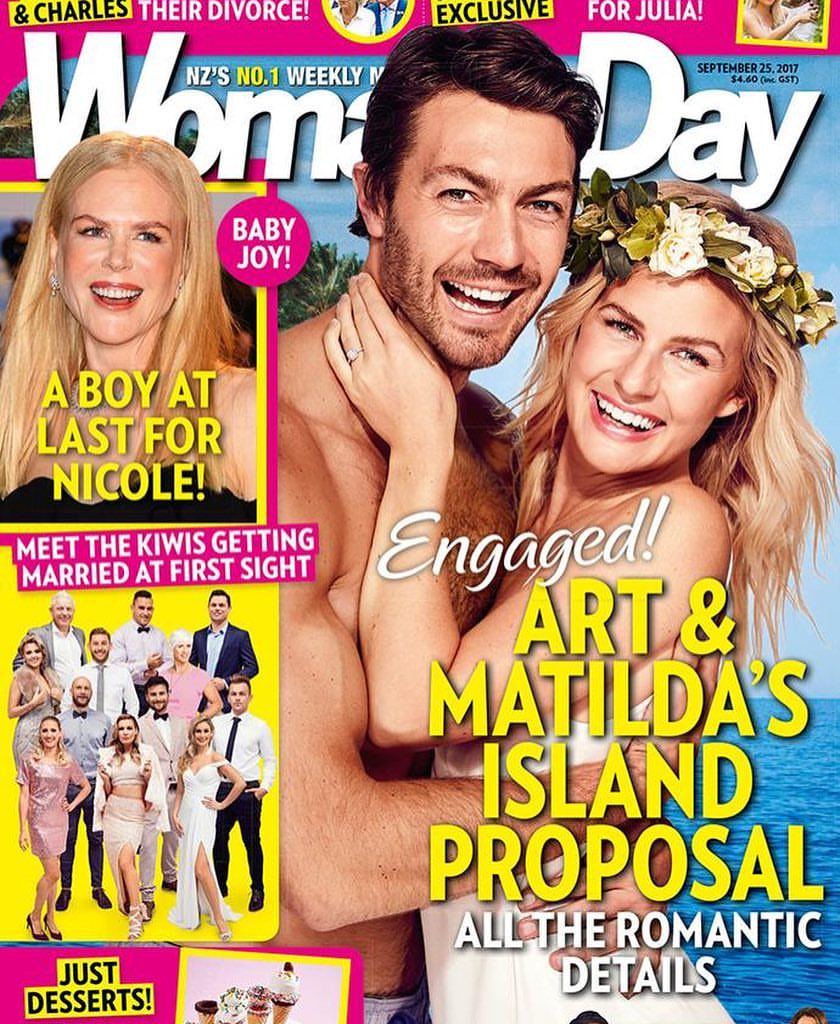 & CHARLES THEIR DIVORCE!
EXCLUSIVE FOR JULIA!
NZ'S NO.1 WEEKLY
Woma Day
SEPTEMBER 25, 2017
$4.60 (inc. GST)
BABY
JOY!
A BOY AT
LAST FOR
NICOLE!
MEET THE KIWIS GETTING
MARRIED AT FIRST SIGHT
Engaged!
ART &
MATILDA'S
ISLAND
PROPOSAL
ALL THE ROMANTIC
DETAILS
JUST
DESSERTS!